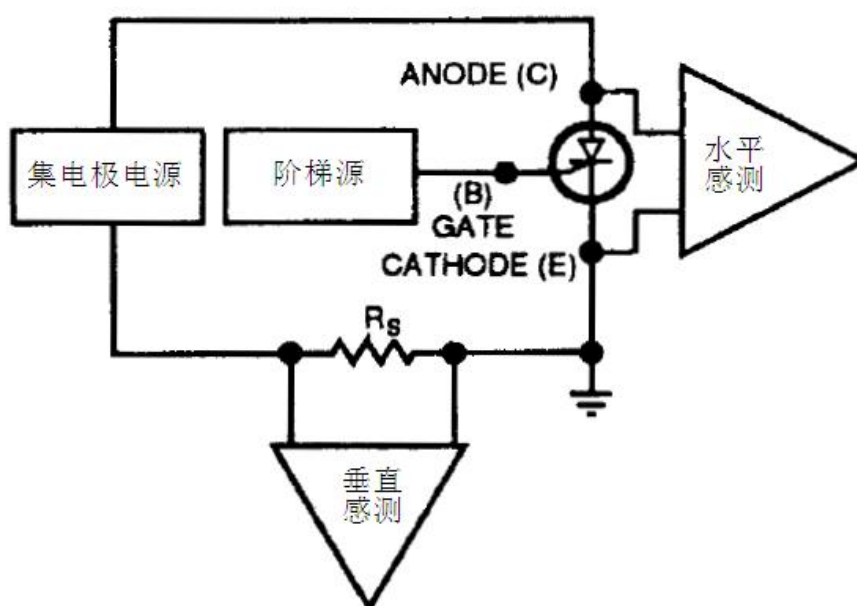 ANODE (C)
集电极电源
阶梯源
水平
感测
(B)
GATE
CATHODE (E)
RS
垂直
感测